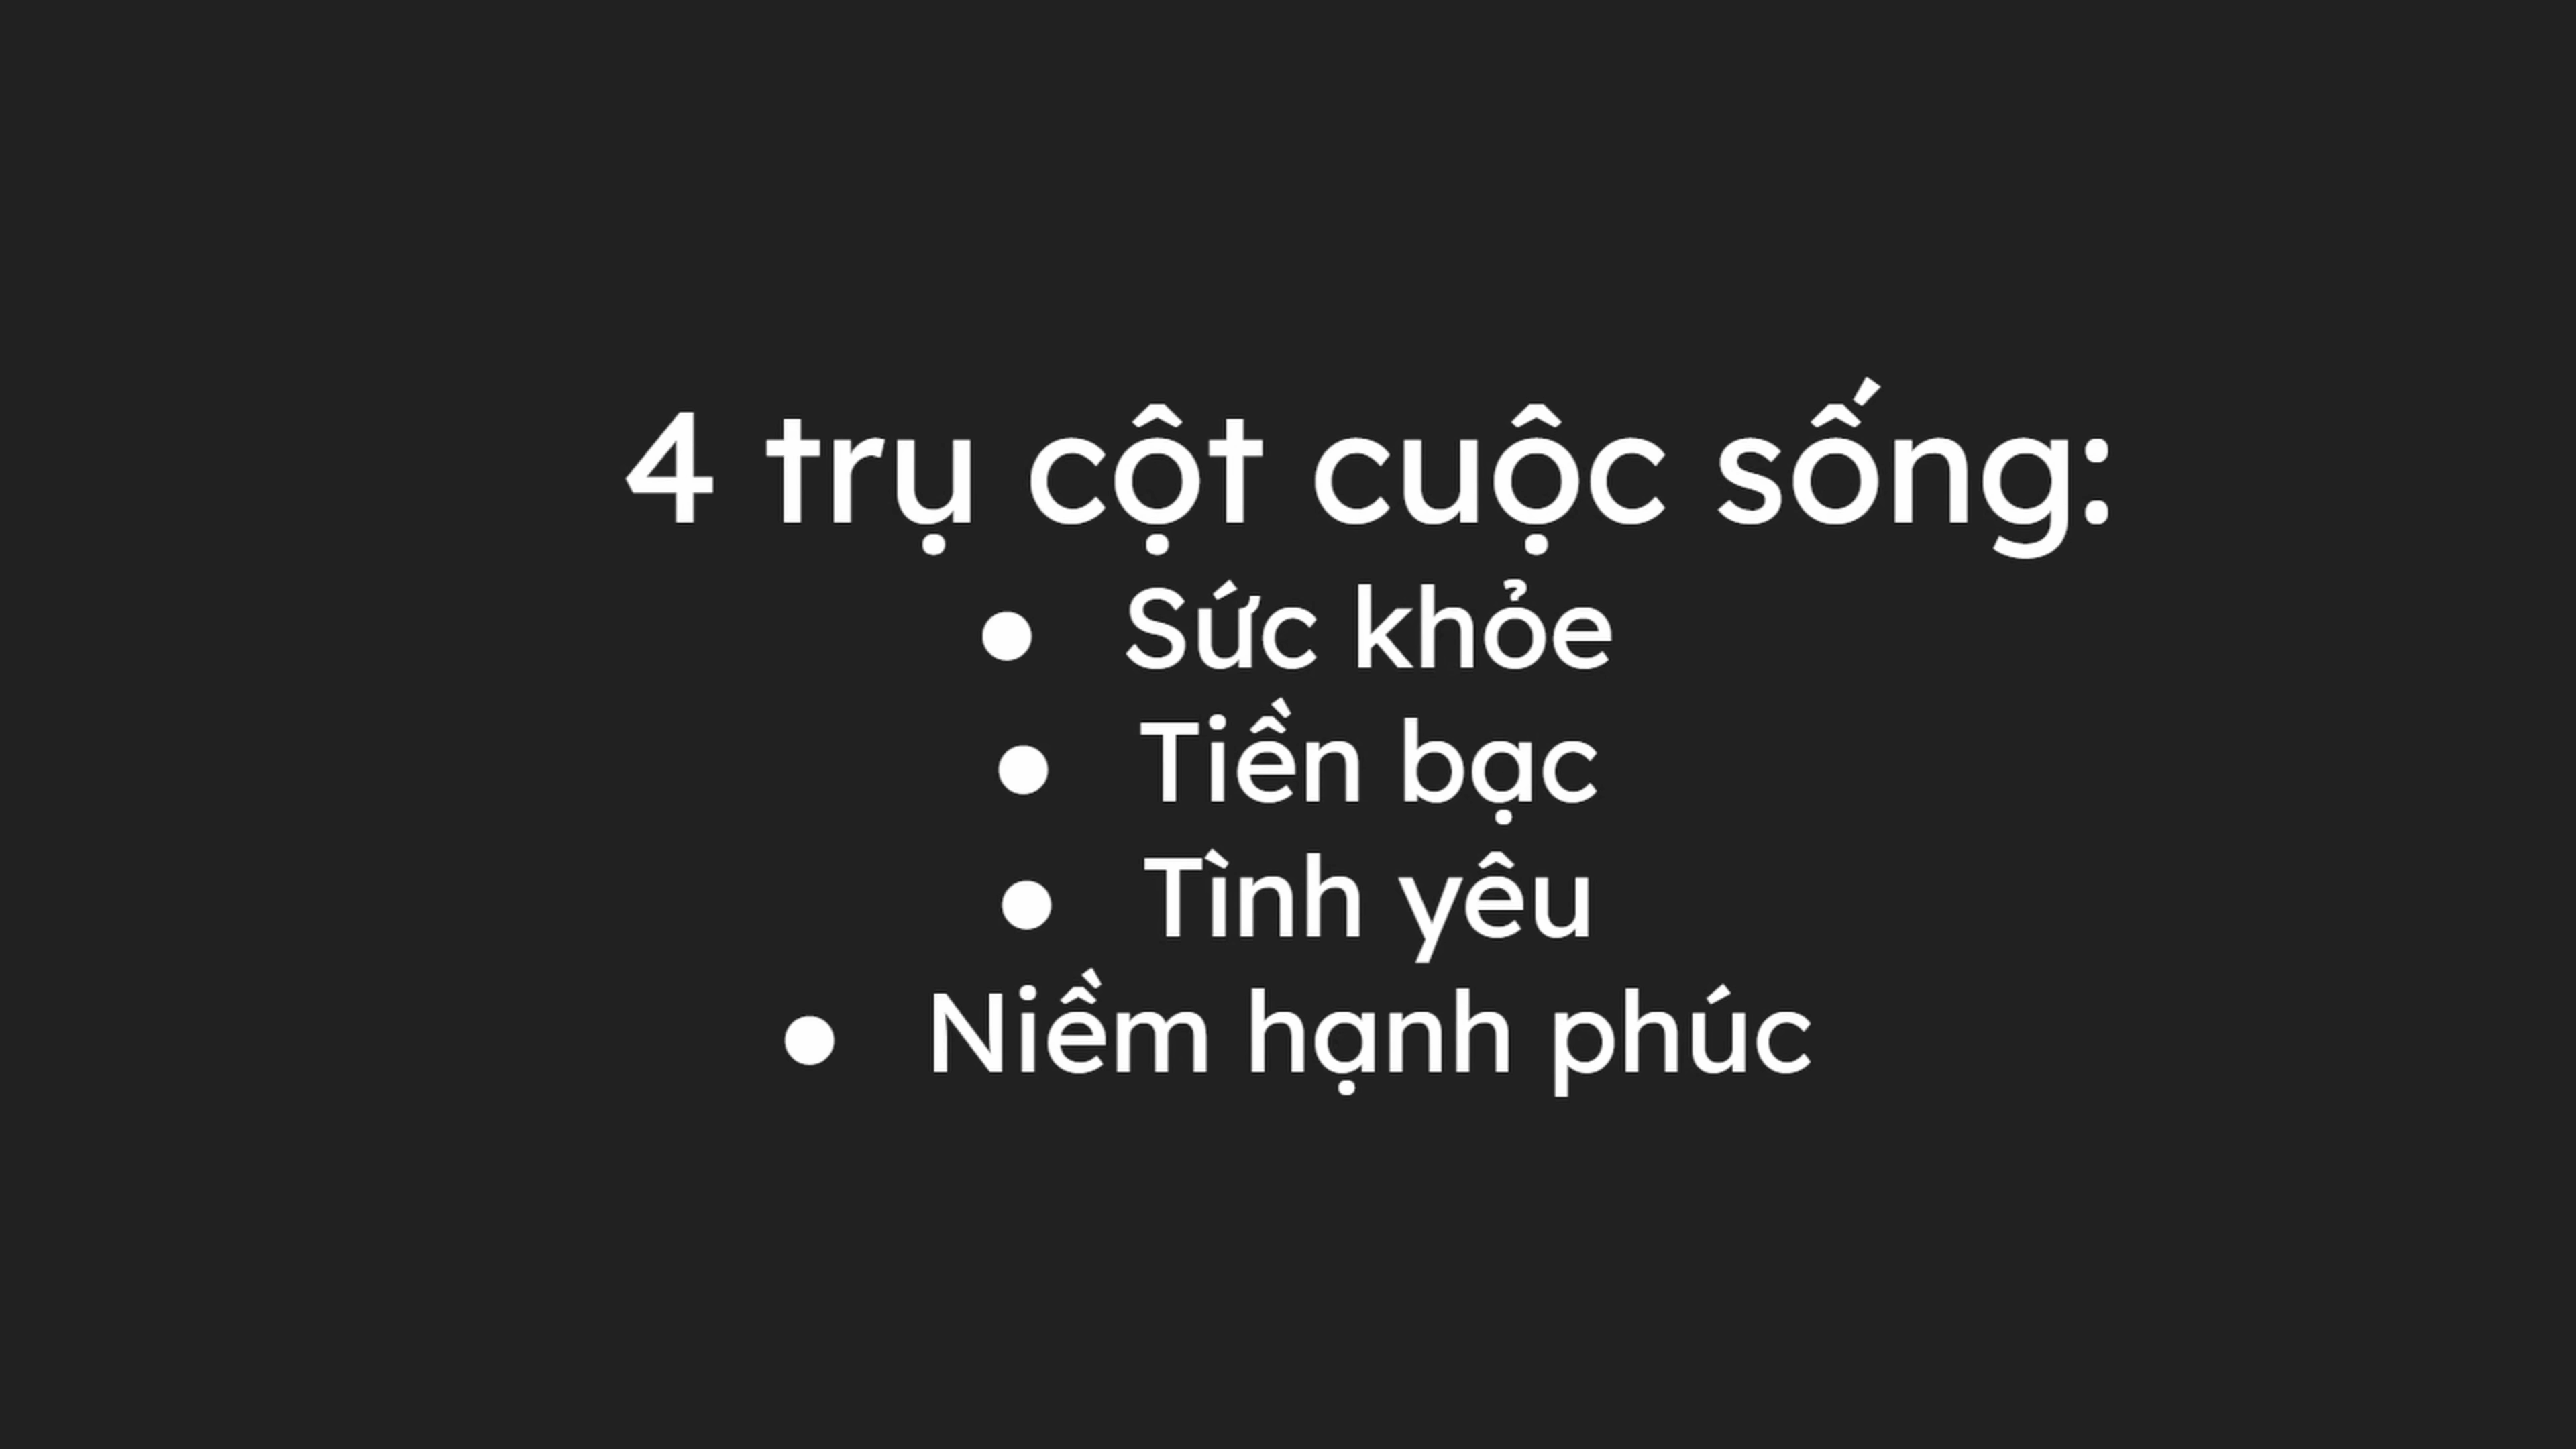 4 trụ cột cuộc sống:
● Sức khỏe
● Tiền bạc
● Tình yêu
● Niềm hạnh phúc